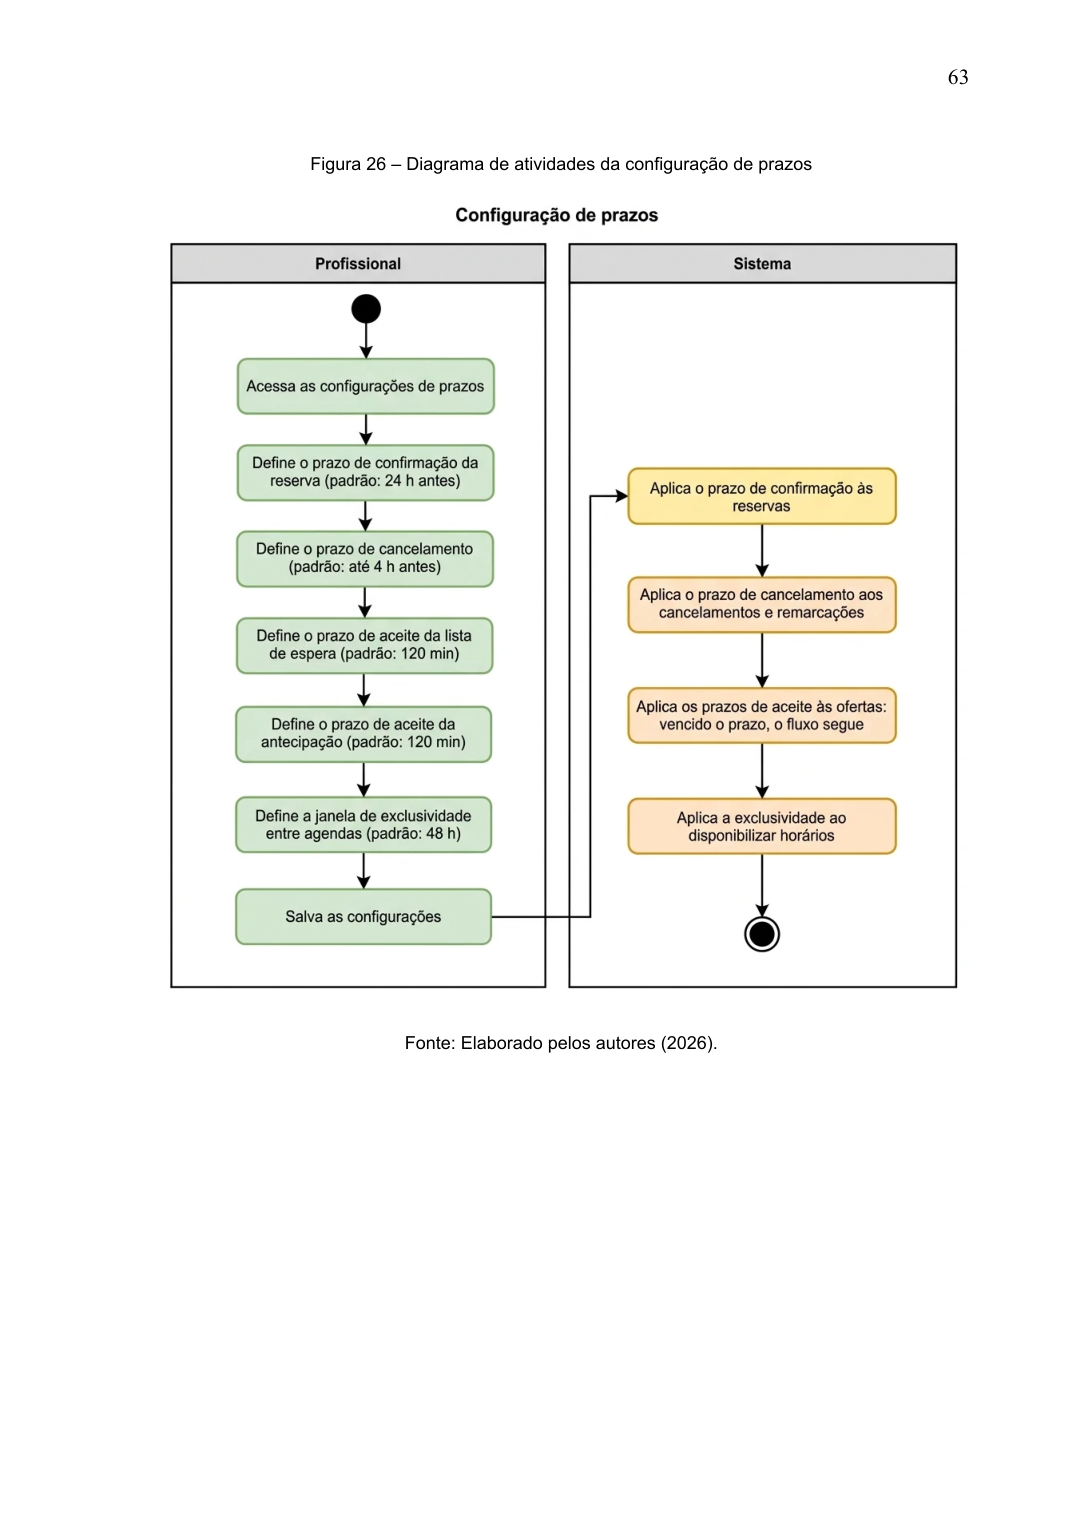 63
Figura 26 – Diagrama de atividades da configuração de prazos
Configuração de prazos
Profissional
Acessa as configurações de prazos
Define o prazo de confirmação da
reserva (padrão: 24 h antes)
Define o prazo de cancelamento
(padrão: até 4 h antes)
Define o prazo de aceite da lista
de espera (padrão: 120 min)
Define o prazo de aceite da
antecipação (padrão: 120 min)
Define a janela de exclusividade
entre agendas (padrão: 48 h)
Salva as configurações
Sistema
Aplica o prazo de confirmação às
reservas
Aplica o prazo de cancelamento aos
cancelamentos e remarcações
Aplica os prazos de aceite às ofertas:
vencido o prazo, o fluxo segue
Aplica a exclusividade ao
disponibilizar horários
Fonte: Elaborado pelos autores (2026).